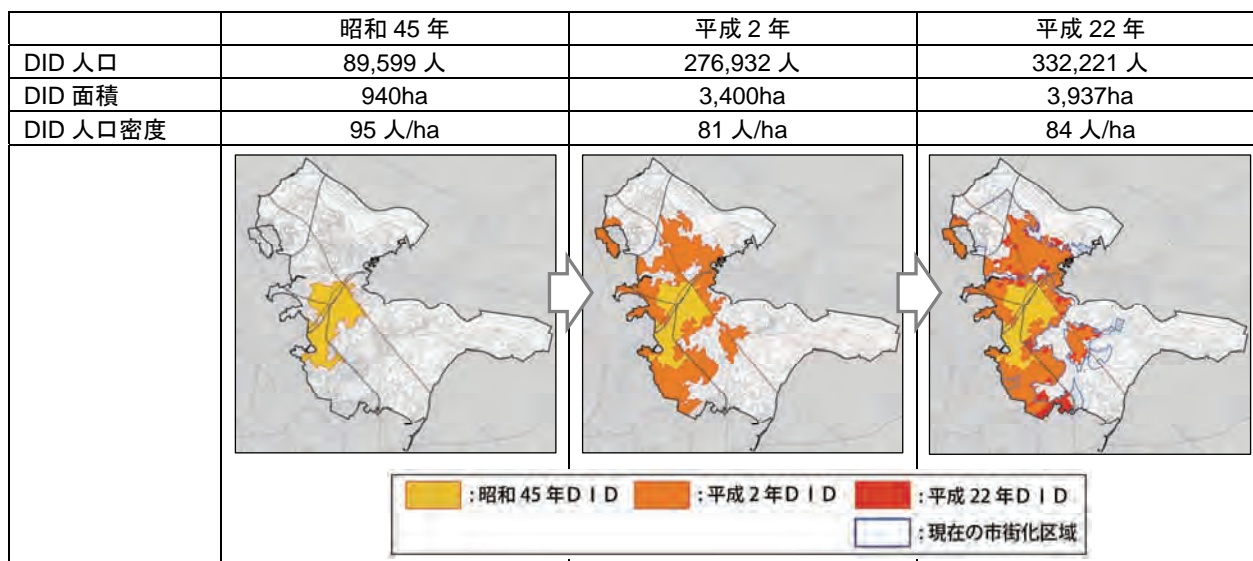 昭和 45 年 平成 2 年 平成 22 年
DID 人口 89,599 人 276,932 人 332,221 人
DID 面積 940ha 3,400ha 3,937ha
DID 人口密度 95 人/ha 81 人/ha 84 人/ha
:昭和 45 年ＤＩＤ :平成 2 年ＤＩＤ :平成 22 年ＤＩＤ
:現在の市街化区域